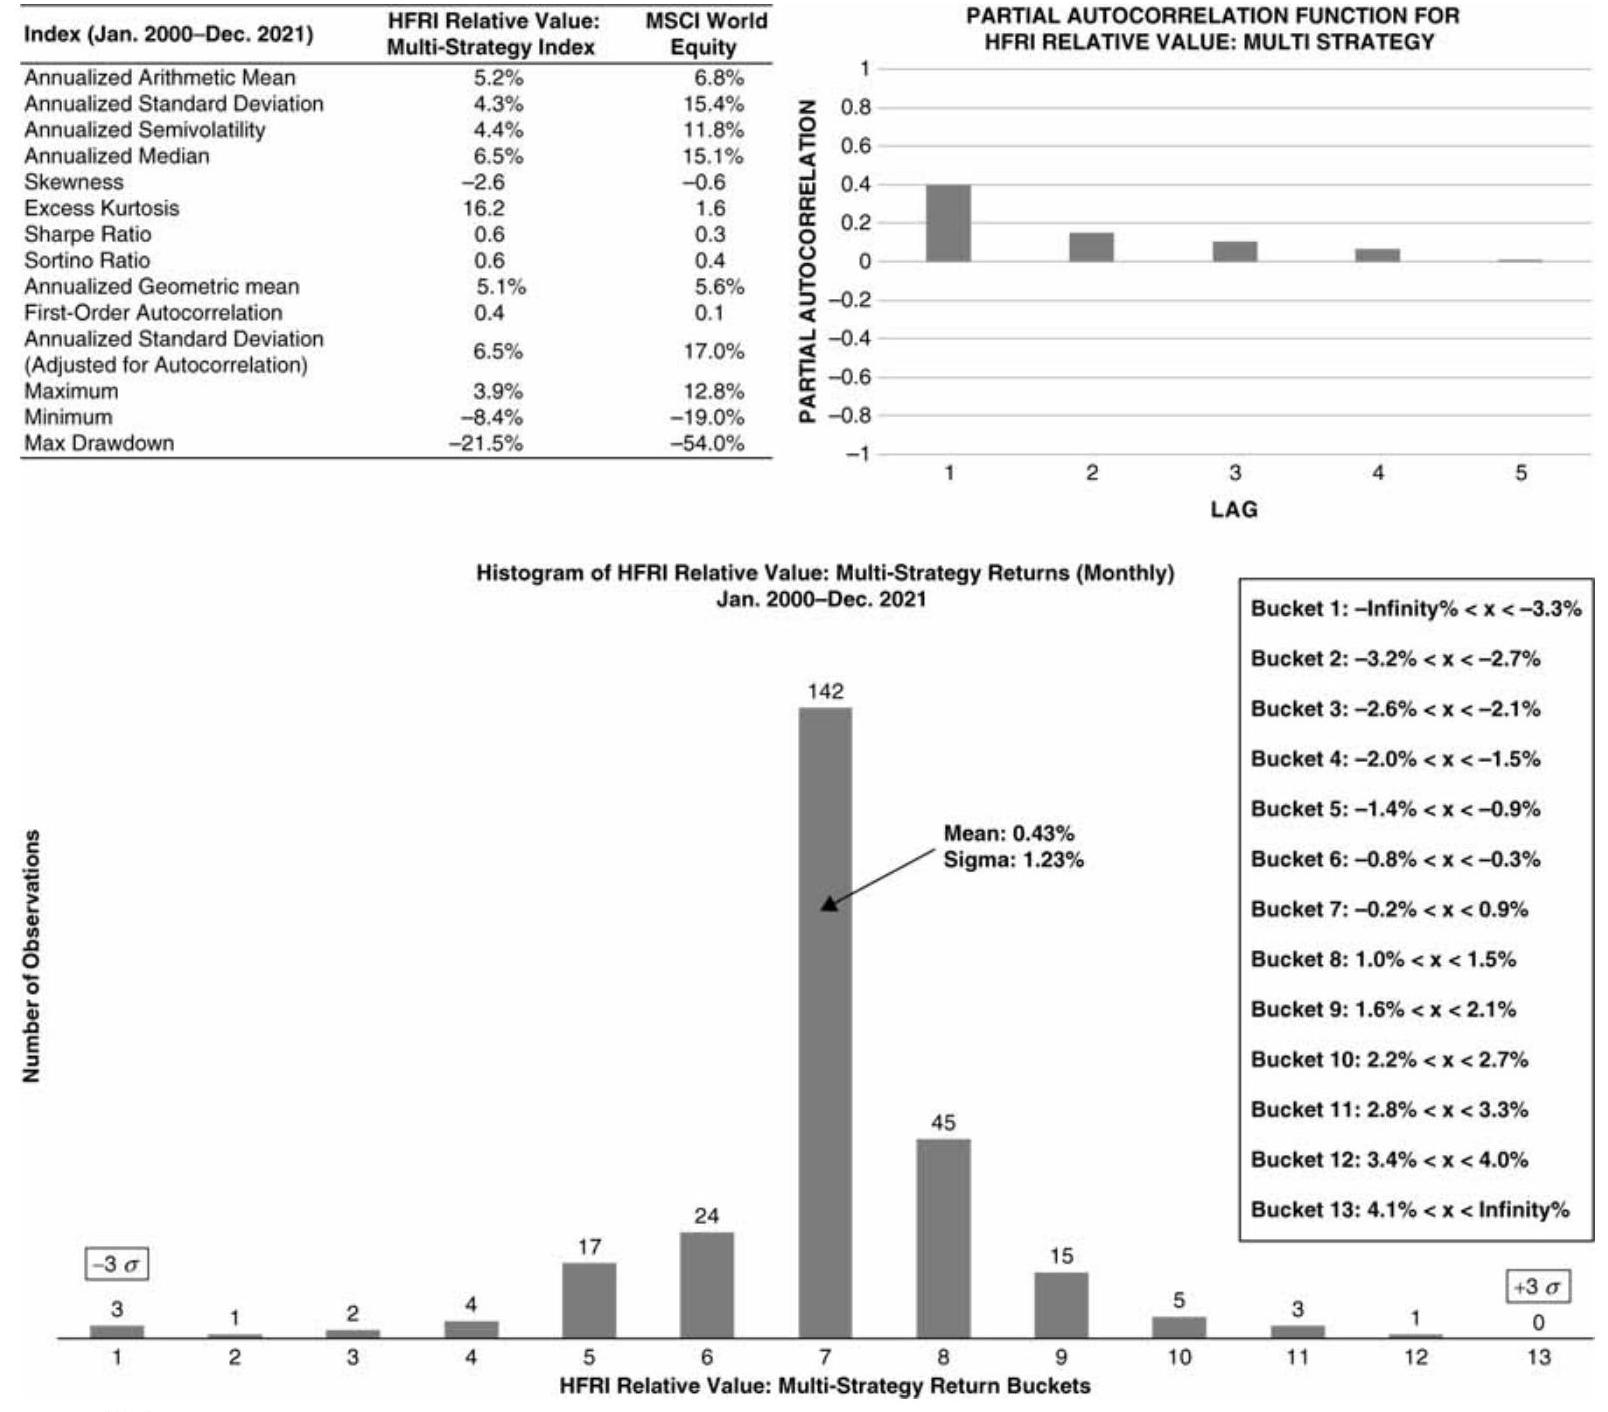 Index (Jan. 2000–Dec. 2021)
HFRI Relative Value:
Multi-Strategy Index
MSCI World
Equity
Annualized Arithmetic Mean 5.2% 6.8%
Annualized Standard Deviation 4.3% 15.4%
Annualized Semivolatility 4.4% 11.8%
Annualized Median 6.5% 15.1%
Skewness –2.6 –0.6
Excess Kurtosis 16.2 1.6
Sharpe Ratio 0.6 0.3
Sortino Ratio 0.6 0.4
Annualized Geometric mean 5.1% 5.6%
First-Order Autocorrelation 0.4 0.1
Annualized Standard Deviation
(Adjusted for Autocorrelation) 6.5% 17.0%
Maximum 3.9% 12.8%
Minimum –8.4% –19.0%
Max Drawdown –21.5% –54.0%
PARTIAL AUTOCORRELATION FUNCTION FOR
HFRI RELATIVE VALUE: MULTI STRATEGY
PARTIAL AUTOCORRELATION
1
0.8
0.6
0.4
0.2
0
–0.2
–0.4
–0.6
–0.8
–1
1 2 3 4 5
LAG
Histogram of HFRI Relative Value: Multi-Strategy Returns (Monthly)
Jan. 2000–Dec. 2021
Number of Observations
Mean: 0.43%
Sigma: 1.23%
–3 σ
+3 σ
3 1 2 4 17 24 142 45 15 5 3 1 0
1 2 3 4 5 6 7 8 9 10 11 12 13
HFRI Relative Value: Multi-Strategy Return Buckets
Bucket 1: –Infinity% < x < –3.3%
Bucket 2: –3.2% < x < –2.7%
Bucket 3: –2.6% < x < –2.1%
Bucket 4: –2.0% < x < –1.5%
Bucket 5: –1.4% < x < –0.9%
Bucket 6: –0.8% < x < –0.3%
Bucket 7: –0.2% < x < 0.9%
Bucket 8: 1.0% < x < 1.5%
Bucket 9: 1.6% < x < 2.1%
Bucket 10: 2.2% < x < 2.7%
Bucket 11: 2.8% < x < 3.3%
Bucket 12: 3.4% < x < 4.0%
Bucket 13: 4.1% < x < Infinity%